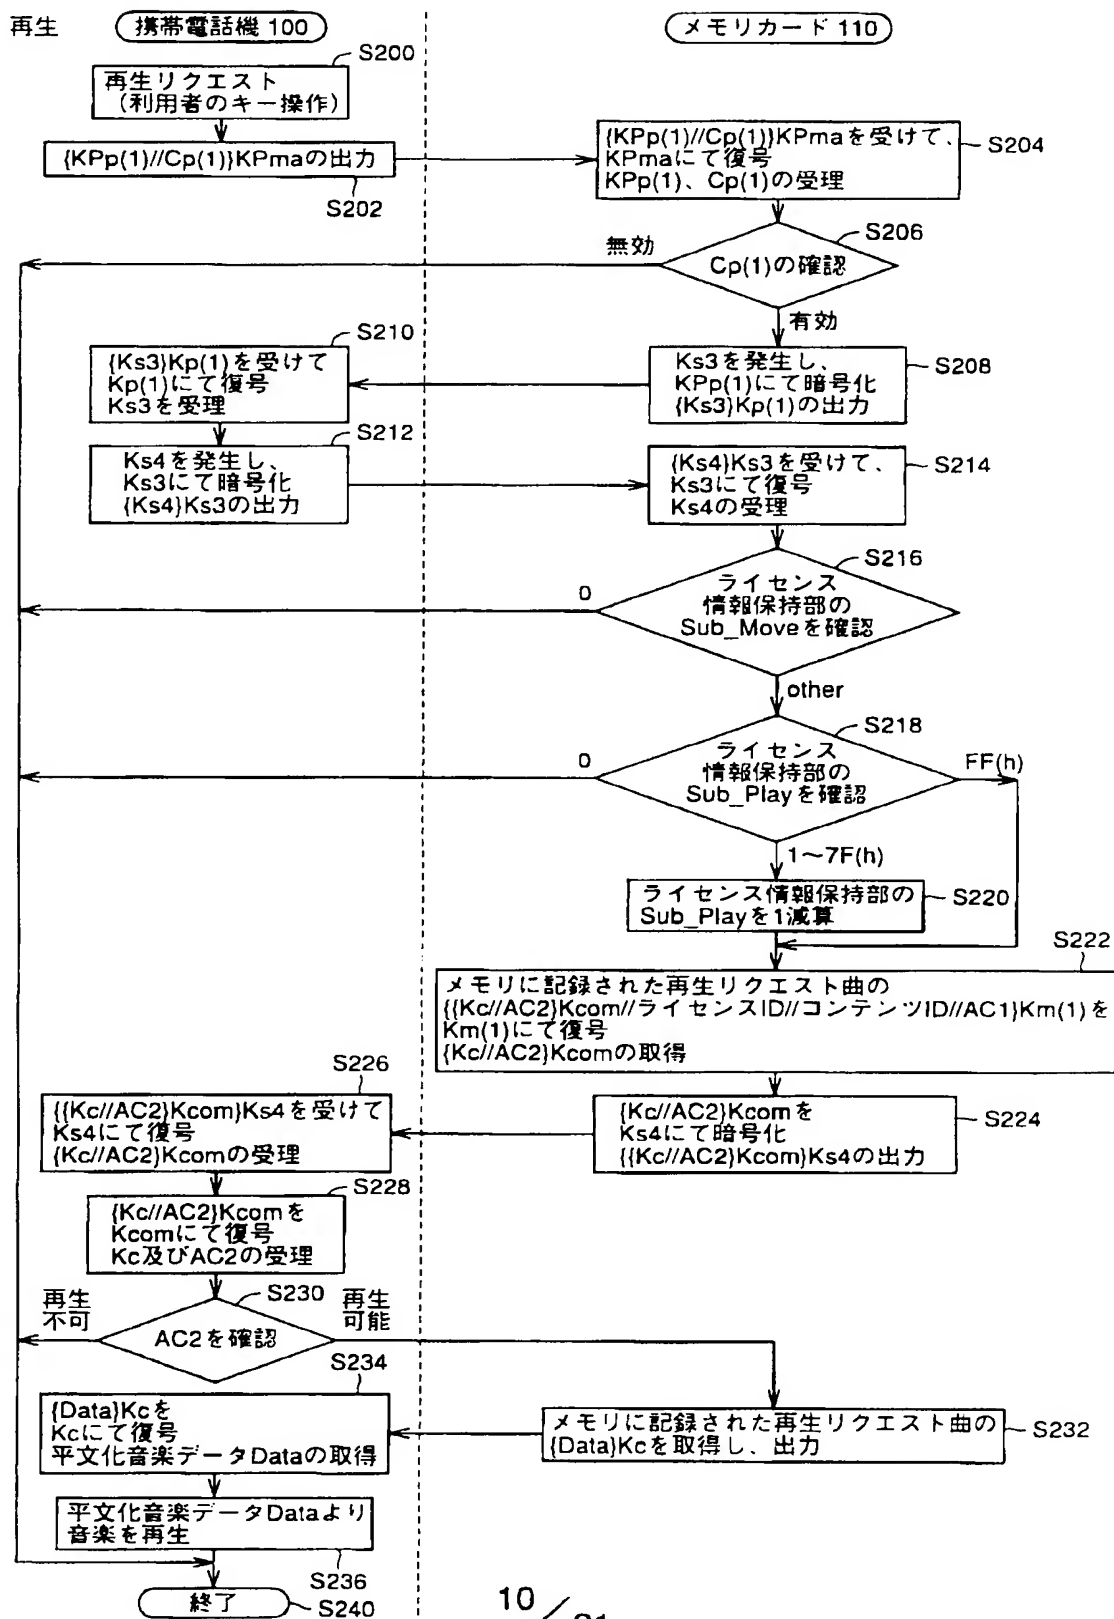 再生
携帯電話機 100
メモリカード 110
S200
再生リクエスト
(利用者のキー操作)
{KPp(1)//Cp(1)}KPmaの出力
S202
{KPp(1)//Cp(1)}KPmaを受けて、
KPmaにて復号
KPp(1)、Cp(1)の受理
S204
S206
無効
Cp(1)の確認
有効
S210
{Ks3}Kp(1)を受けて
Kp(1)にて復号
Ks3を受理
Ks3を発生し、
KPp(1)にて暗号化
{Ks3}Kp(1)の出力
S208
S212
Ks4を発生し、
Ks3にて暗号化
{Ks4}Ks3の出力
{Ks4}Ks3を受けて、
Ks3にて復号
Ks4の受理
S214
S216
0
ライセンス
情報保持部の
Sub_Moveを確認
other
S218
0
ライセンス
情報保持部の
Sub_Playを確認
FF(h)
1~7F(h)
ライセンス情報保持部の
Sub_Playを1減算
S220
S222
メモリに記録された再生リクエスト曲の
{{Kc//AC2}Kcom//ライセンスID//コンテンツID//AC1}Km(1)を
Km(1)にて復号
{Kc//AC2}Kcomの取得
S226
{{Kc//AC2}Kcom}Ks4を受けて
Ks4にて復号
{Kc//AC2}Kcomの受理
{Kc//AC2}Kcomを
Ks4にて暗号化
{{Kc//AC2}Kcom}Ks4の出力
S224
S228
{Kc//AC2}Kcomを
Kcomにて復号
Kc及びAC2の受理
S230
再生
不可
AC2を確認
再生
可能
S234
{Data}Kcを
Kcにて復号
平文化音楽データDataの取得
メモリに記録された再生リクエスト曲の
{Data}Kcを取得し、出力
S232
平文化音楽データDataより
音楽を再生
S236
終了
S240
10/